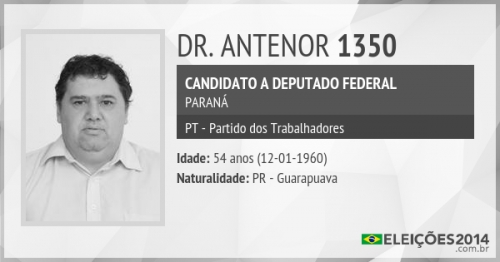 DR. ANTENOR 1350
CANDIDATO A DEPUTADO FEDERAL
PARANÁ
PT - Partido dos Trabalhadores
Idade: 54 anos (12-01-1960)
Naturalidade: PR - Guarapuava
ELEIÇÕES2014
.com.br